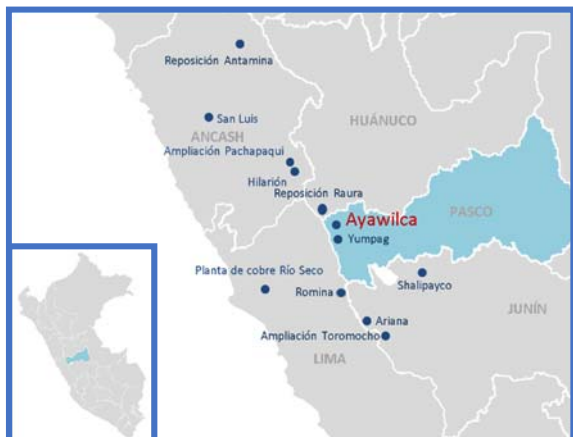 Reposición Antamina
San Luis
HUÁNUCO
ANCASH
Ampliación Pachapaqui
Hilarión
Reposición Raura
Ayawilca
PASCO
Yumpag
Planta de cobre Río Seco
Shalipayco
Romina
JUNÍN
Ariana
Ampliación Toromocho
LIMA